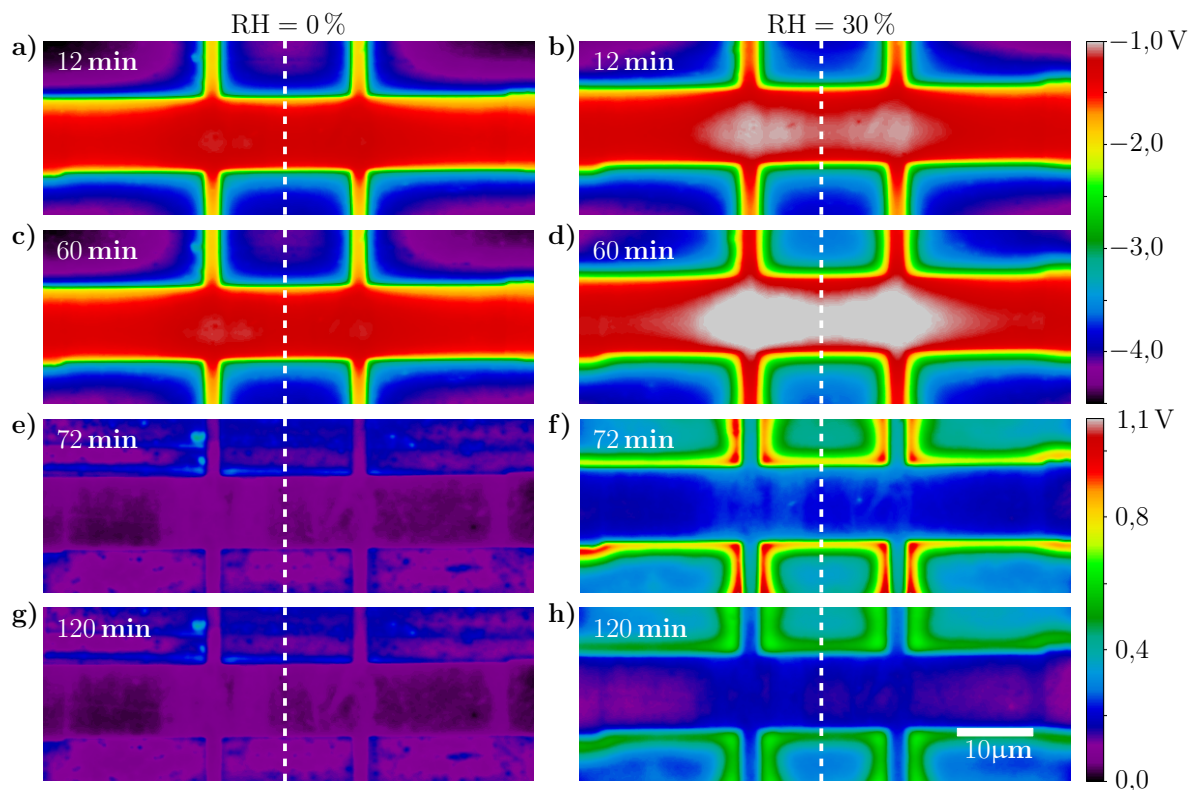 RH = 0 %
RH = 30 %
a)
12 min
b)
12 min
−1,0 V
−2,0
−3,0
−4,0
c)
60 min
d)
60 min
e)
72 min
f)
72 min
1,1 V
0,8
0,4
0,0
g)
120 min
h)
120 min
10µm